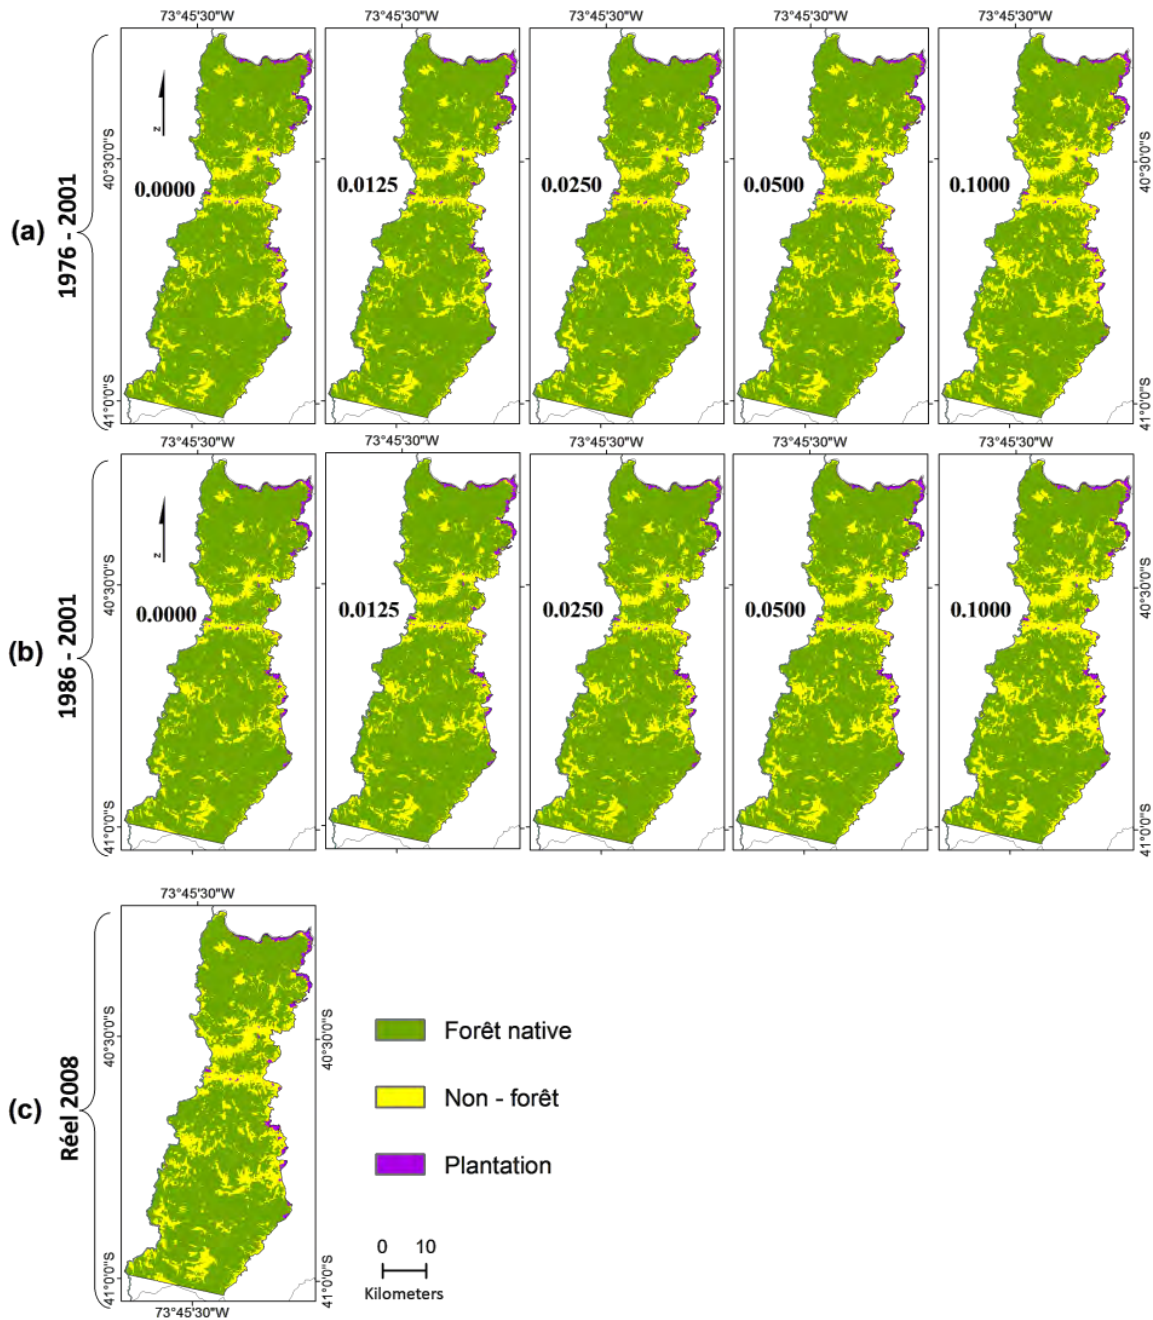 73°45'30"W 73°45'30"W 73°45'30"W 73°45'30"W 73°45'30"W
(a)
1976 - 2001
40°30'0"S
41°0'0"S
N
0.0000 0.0125 0.0250 0.0500 0.1000
40°30'0"S
41°0'0"S
73°45'30"W 73°45'30"W 73°45'30"W 73°45'30"W 73°45'30"W
(b)
1986 - 2001
40°30'0"S
41°0'0"S
N
0.0000 0.0125 0.0250 0.0500 0.1000
40°30'0"S
41°0'0"S
73°45'30"W
(c)
Réel 2008
40°30'0"S
41°0'0"S
40°30'0"S
41°0'0"S
73°45'30"W
Forêt native
Non - forêt
Plantation
0 10
Kilometers